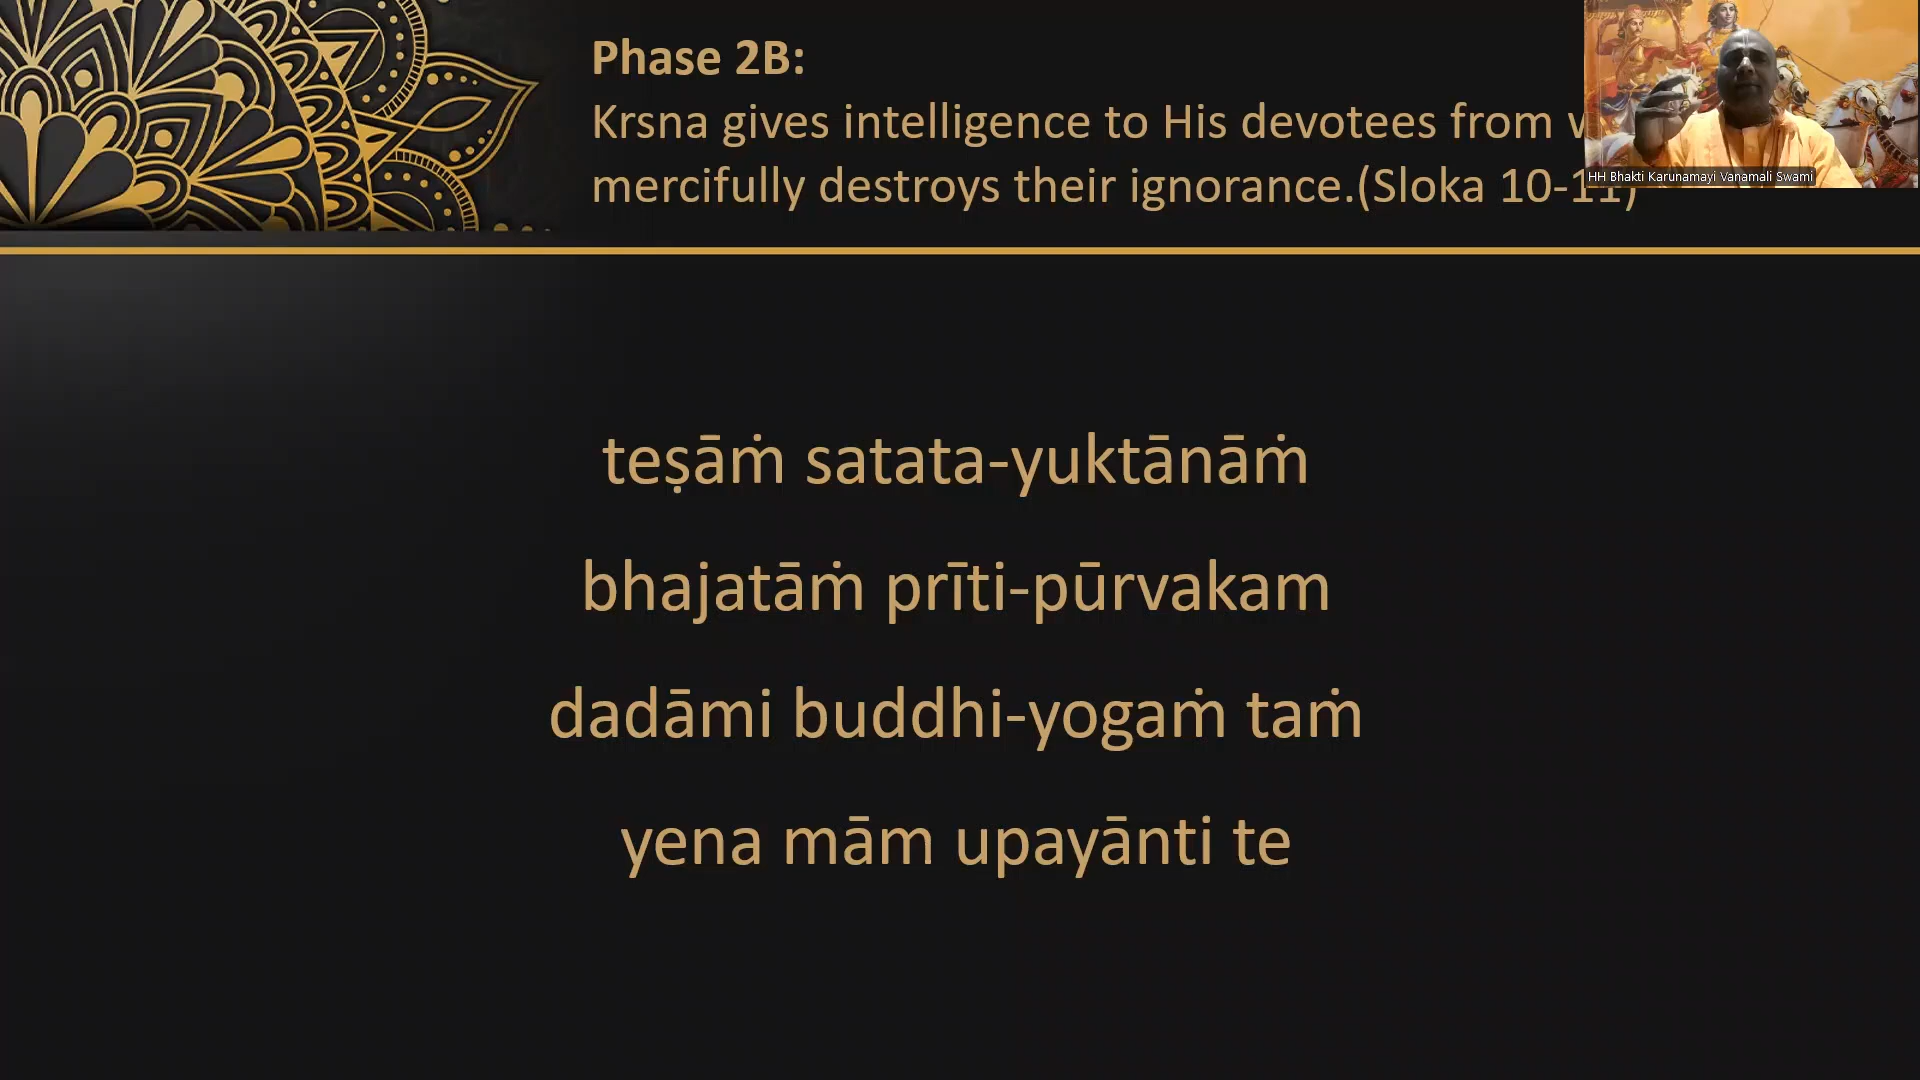 Phase 2B:
Krsna gives intelligence to His devotees from
mercifully destroys their ignorance.(Sloka 10-11)
HH Bhakti Karunamayi Vanamali Swami
teṣāṁ satata-yuktānāṁ
bhajatāṁ prīti-pūrvakam
dadāmi buddhi-yogaṁ taṁ
yena mām upayānti te